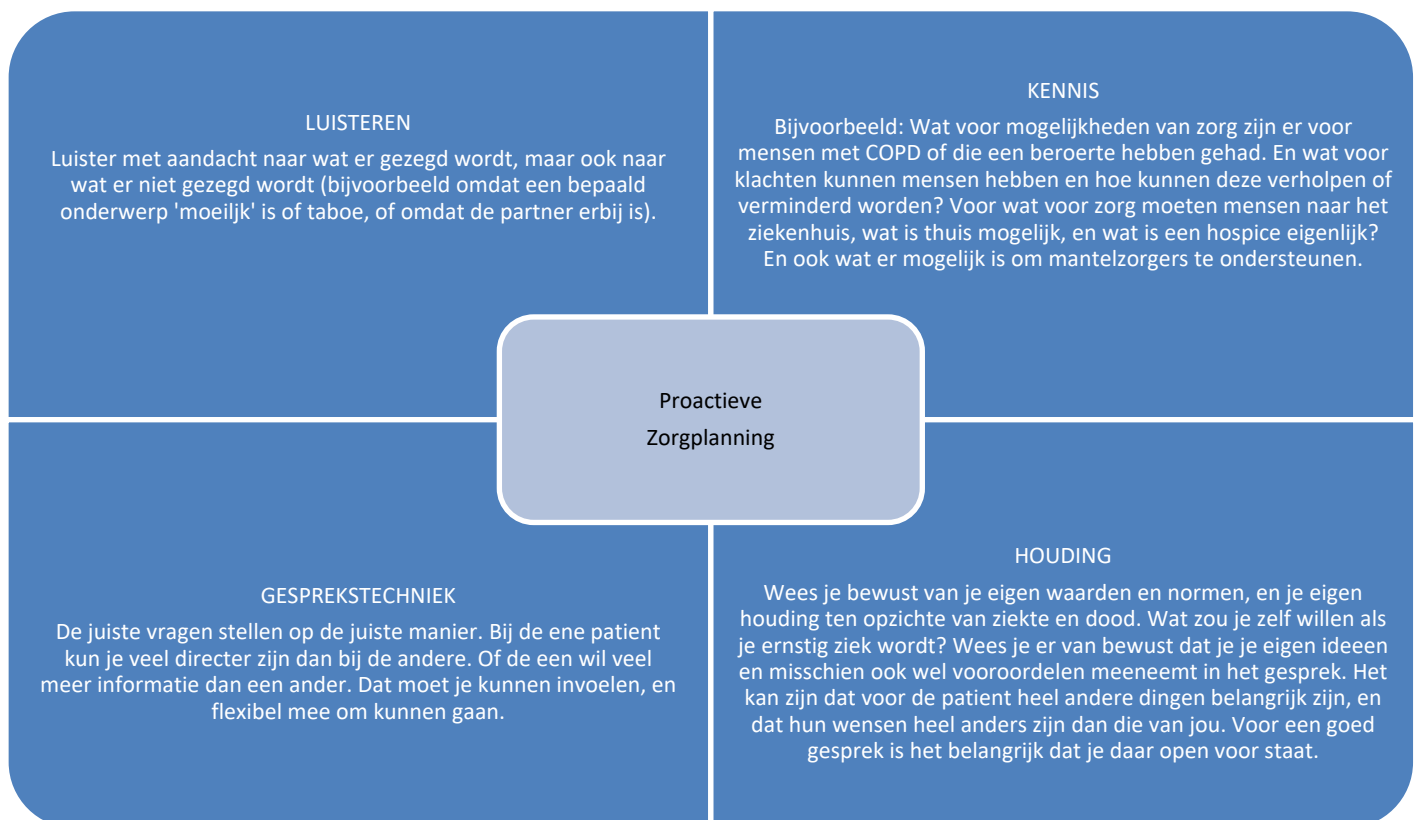 LUISTEREN
Luister met aandacht naar wat er gezegd wordt, maar ook naar
wat er niet gezegd wordt (bijvoorbeeld omdat een bepaald
onderwerp 'moeiljk' is of taboe, of omdat de partner erbij is).
KENNIS
Bijvoorbeeld: Wat voor mogelijkheden van zorg zijn er voor
mensen met COPD of die een beroerte hebben gehad. En wat voor
klachten kunnen mensen hebben en hoe kunnen deze verholpen of
verminderd worden? Voor wat voor zorg moeten mensen naar het
ziekenhuis, wat is thuis mogelijk, en wat is een hospice eigenlijk?
En ook wat er mogelijk is om mantelzorgers te ondersteunen.
Proactieve
Zorgplanning
GESPREKSTECHNIEK
De juiste vragen stellen op de juiste manier. Bij de ene patient
kun je veel directer zijn dan bij de andere. Of de een wil veel
meer informatie dan een ander. Dat moet je kunnen invoelen, en
flexibel mee om kunnen gaan.
HOUDING
Wees je bewust van je eigen waarden en normen, en je eigen
houding ten opzichte van ziekte en dood. Wat zou je zelf willen als
je ernstig ziek wordt? Wees je er van bewust dat je je eigen ideeen
en misschien ook wel vooroordelen meeneemt in het gesprek. Het
kan zijn dat voor de patient heel andere dingen belangrijk zijn, en
dat hun wensen heel anders zijn dan die van jou. Voor een goed
gesprek is het belangrijk dat je daar open voor staat.